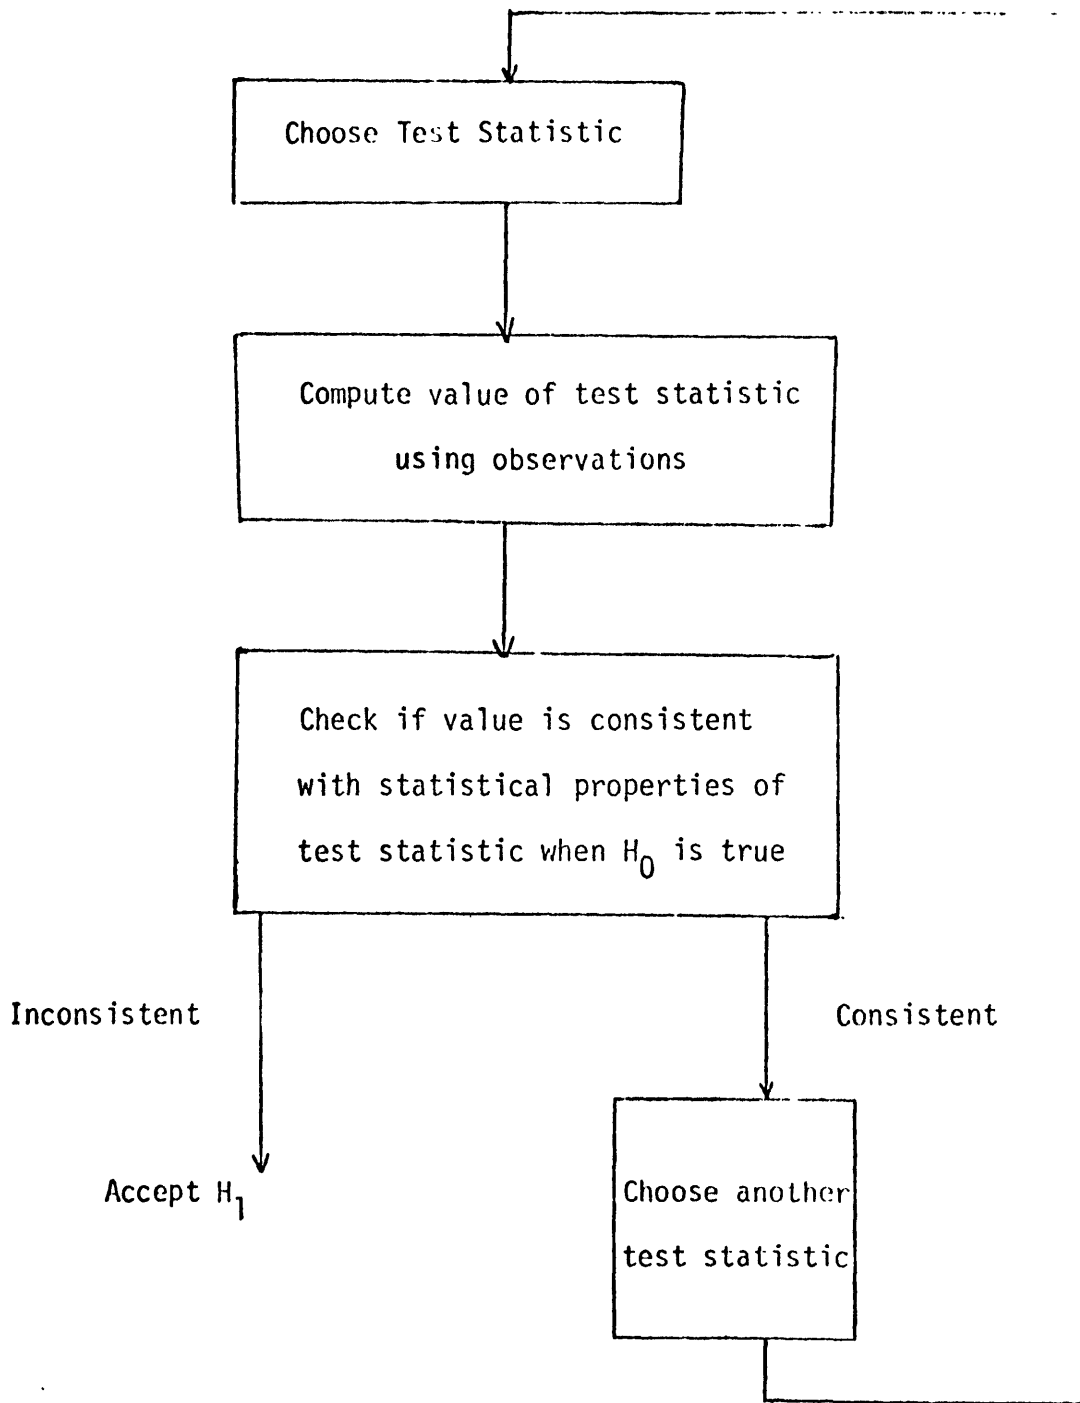 Choose Test Statistic
Compute value of test statistic
using observations
Check if value is consistent
with statistical properties of
test statistic when H₀ is true
Inconsistent
Consistent
Accept H₁
Choose another
test statistic